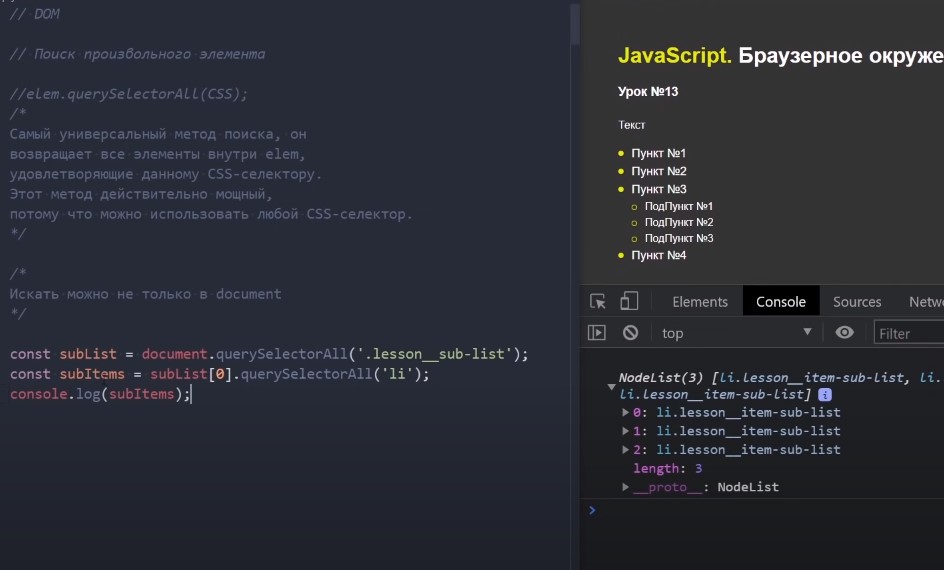 // DOM
// Поиск произвольного элемента
//elem.querySelectorAll(CSS);
/*
Самый универсальный метод поиска, он
возвращает все элементы внутри elem,
удовлетворяющие данному CSS-селектору.
Этот метод действительно мощный,
потому что можно использовать любой CSS-селектор.
*/
/*
Искать можно не только в document
*/
const subList = document.querySelectorAll('.lesson__sub-list');
const subItems = subList[0].querySelectorAll('li');
console.log(subItems);
JavaScript. Браузерное окруже
Урок №13
Текст
Пункт №1
Пункт №2
Пункт №3
ПодПункт №1
ПодПункт №2
ПодПункт №3
Пункт №4
Elements Console Sources Netw
top Filter
NodeList(3) [li.lesson__item-sub-list, li.
li.lesson__item-sub-list] i
0: li.lesson__item-sub-list
1: li.lesson__item-sub-list
2: li.lesson__item-sub-list
length: 3
__proto__: NodeList